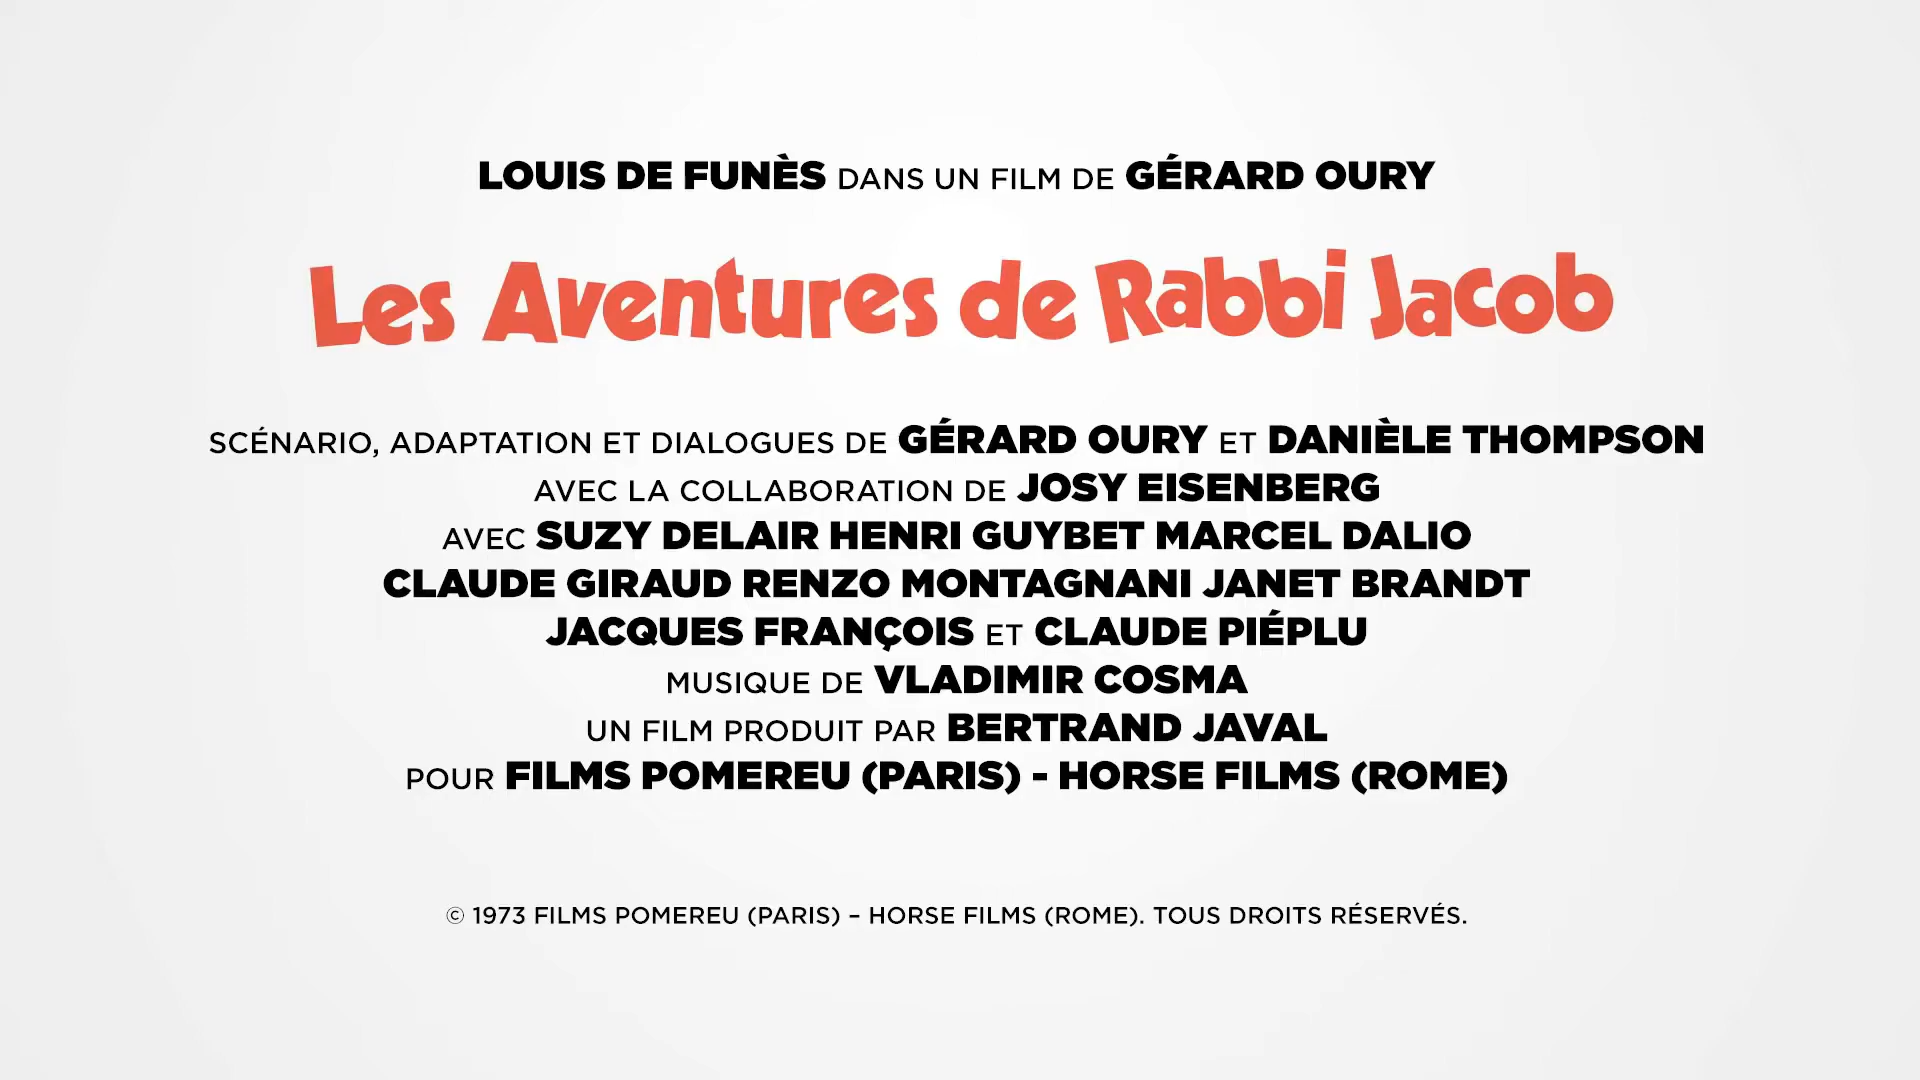 LOUIS DE FUNÈS DANS UN FILM DE GÉRARD OURY
Les Aventures de Rabbi Jacob
SCÉNARIO, ADAPTATION ET DIALOGUES DE GÉRARD OURY ET DANIÈLE THOMPSON
AVEC LA COLLABORATION DE JOSY EISENBERG
AVEC SUZY DELAIR HENRI GUYBET MARCEL DALIO
CLAUDE GIRAUD RENZO MONTAGNANI JANET BRANDT
JACQUES FRANÇOIS ET CLAUDE PIÉPLU
MUSIQUE DE VLADIMIR COSMA
UN FILM PRODUIT PAR BERTRAND JAVAL
POUR FILMS POMEREU (PARIS) - HORSE FILMS (ROME)
© 1973 FILMS POMEREU (PARIS) – HORSE FILMS (ROME). TOUS DROITS RÉSERVÉS.